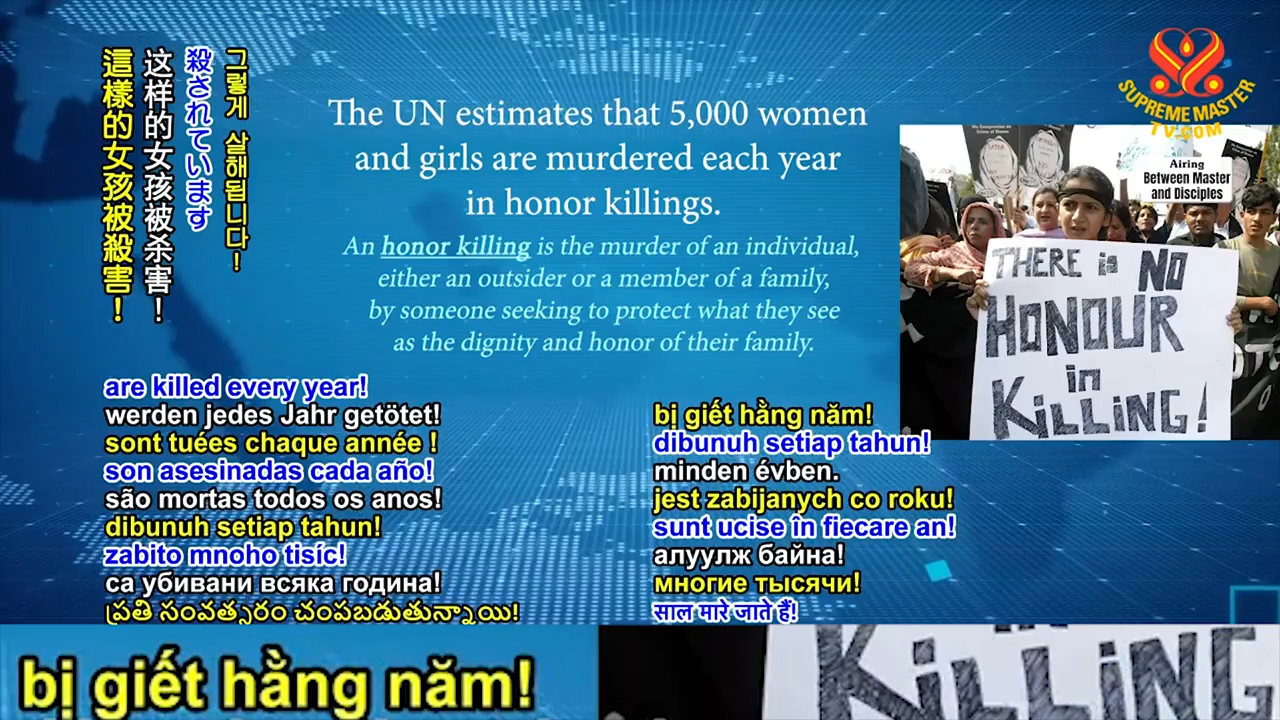 그렇게 살해됩니다!
殺されています
这样的女孩被杀害！
這樣的女孩被殺害！
The UN estimates that 5,000 women
and girls are murdered each year
in honor killings.
An honor killing is the murder of an individual,
either an outsider or a member of a family,
by someone seeking to protect what they see
as the dignity and honor of their family.
SUPREME MASTER
TV.COM
Airing
Between Master
and Disciples
THERE is NO
HONOUR
in
KiLLiNG!
are killed every year!
werden jedes Jahr getötet!
sont tuées chaque année !
son asesinadas cada año!
são mortas todos os anos!
dibunuh setiap tahun!
zabito mnoho tisíc!
са убивани всяка година!
ప్రతి సంవత్సరం చంపబడుతున్నాయి!
bị giết hằng năm!
dibunuh setiap tahun!
minden évben.
jest zabijanych co roku!
sunt ucise în fiecare an!
алуулж байна!
многие тысячи!
साल मारे जाते हैं!
bị giết hằng năm!
KiLLiNG